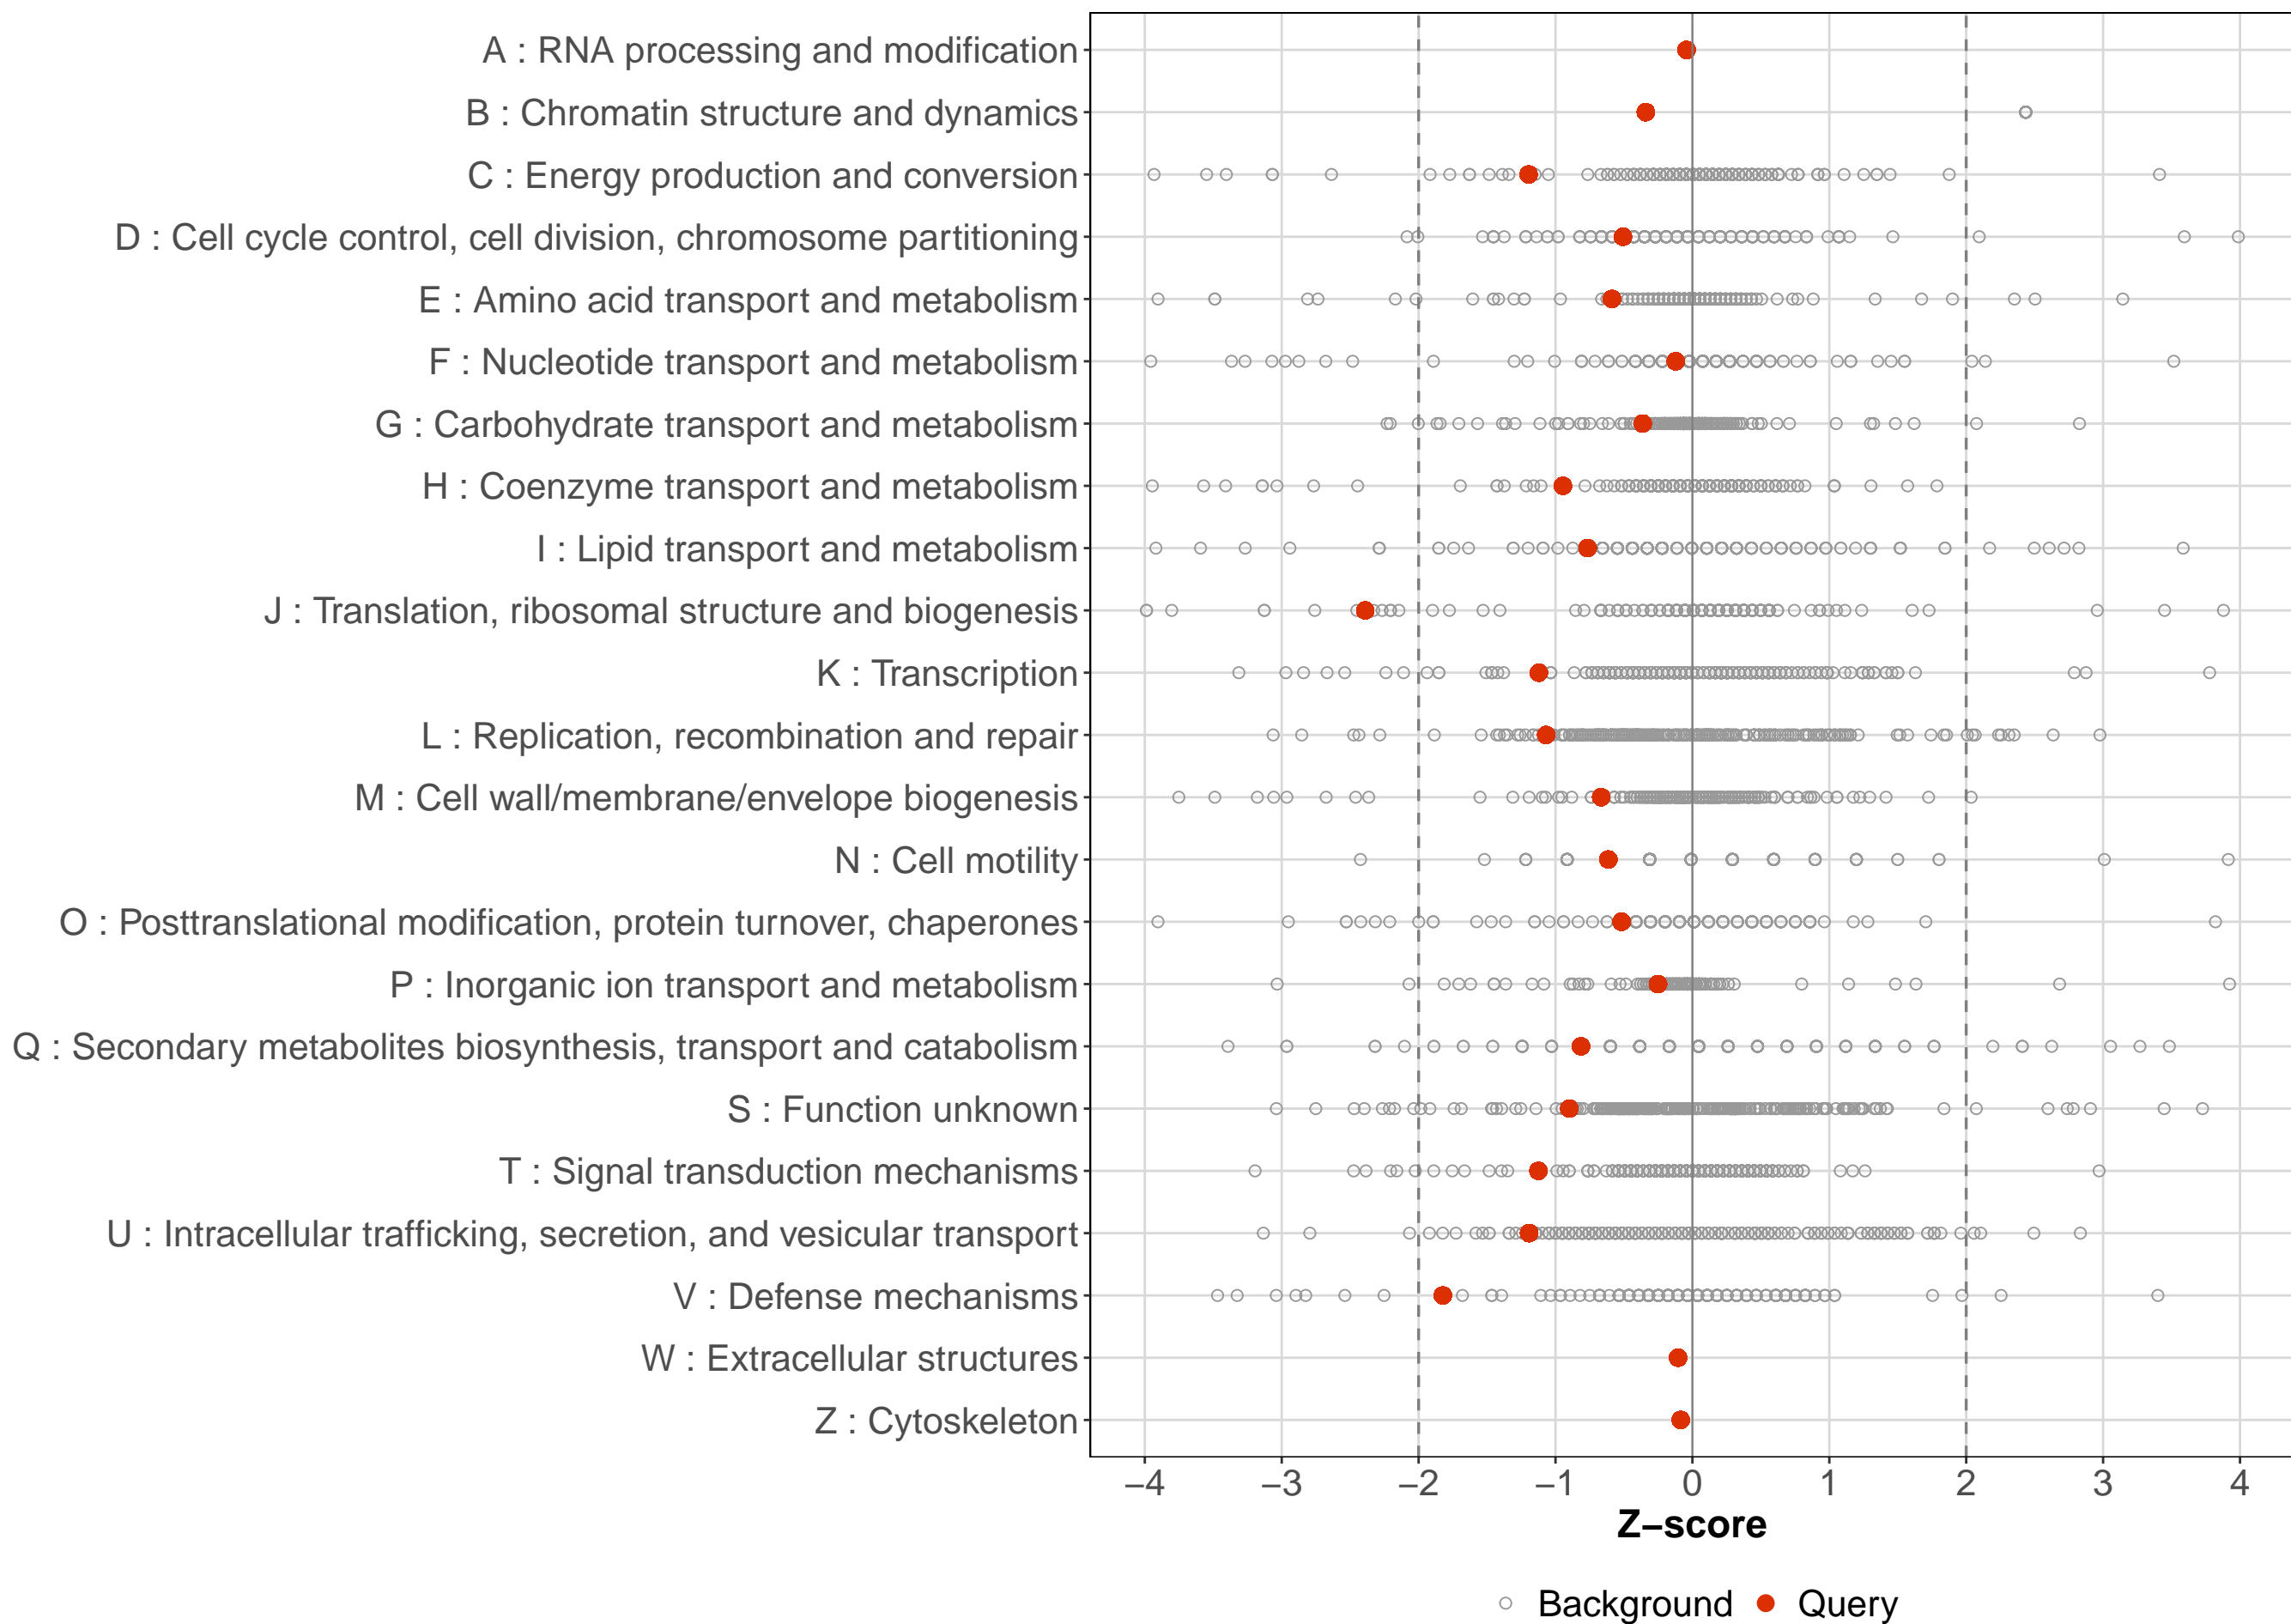 A : RNA processing and modification
B : Chromatin structure and dynamics
C : Energy production and conversion
D : Cell cycle control, cell division, chromosome partitioning
E : Amino acid transport and metabolism
F : Nucleotide transport and metabolism
G : Carbohydrate transport and metabolism
H : Coenzyme transport and metabolism
I : Lipid transport and metabolism
J : Translation, ribosomal structure and biogenesis
K : Transcription
L : Replication, recombination and repair
M : Cell wall/membrane/envelope biogenesis
N : Cell motility
O : Posttranslational modification, protein turnover, chaperones
P : Inorganic ion transport and metabolism
Q : Secondary metabolites biosynthesis, transport and catabolism
S : Function unknown
T : Signal transduction mechanisms
U : Intracellular trafficking, secretion, and vesicular transport
V : Defense mechanisms
W : Extracellular structures
Z : Cytoskeleton
−4 −3 −2 −1 0 1 2 3 4
Z−score
Background Query